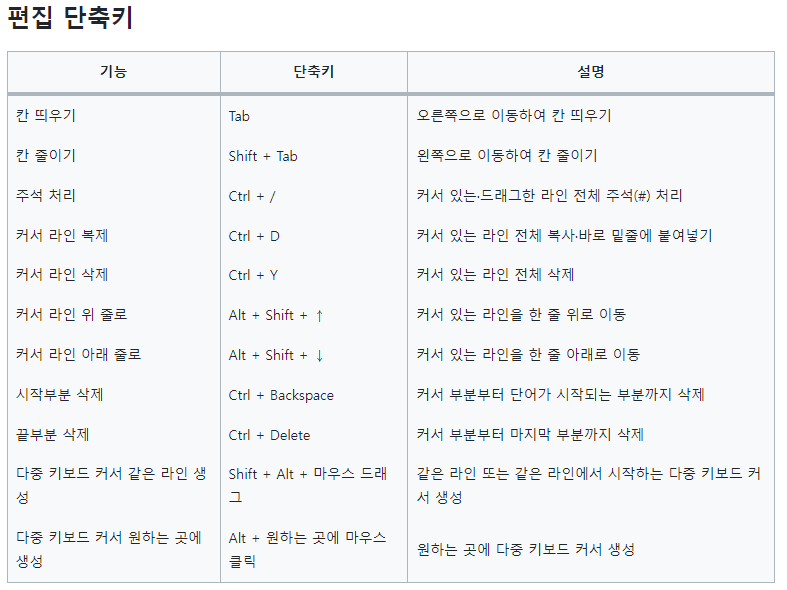 편집 단축키
기능 단축키 설명
칸 띄우기 Tab 오른쪽으로 이동하여 칸 띄우기
칸 줄이기 Shift + Tab 왼쪽으로 이동하여 칸 줄이기
주석 처리 Ctrl + / 커서 있는·드래그한 라인 전체 주석(#) 처리
커서 라인 복제 Ctrl + D 커서 있는 라인 전체 복사·바로 밑줄에 붙여넣기
커서 라인 삭제 Ctrl + Y 커서 있는 라인 전체 삭제
커서 라인 위 줄로 Alt + Shift + ↑ 커서 있는 라인을 한 줄 위로 이동
커서 라인 아래 줄로 Alt + Shift + ↓ 커서 있는 라인을 한 줄 아래로 이동
시작부분 삭제 Ctrl + Backspace 커서 부분부터 단어가 시작되는 부분까지 삭제
끝부분 삭제 Ctrl + Delete 커서 부분부터 마지막 부분까지 삭제
다중 키보드 커서 같은 라인 생
성
Shift + Alt + 마우스 드래
그
같은 라인 또는 같은 라인에서 시작하는 다중 키보드 커
서 생성
다중 키보드 커서 원하는 곳에
생성
Alt + 원하는 곳에 마우스
클릭
원하는 곳에 다중 키보드 커서 생성